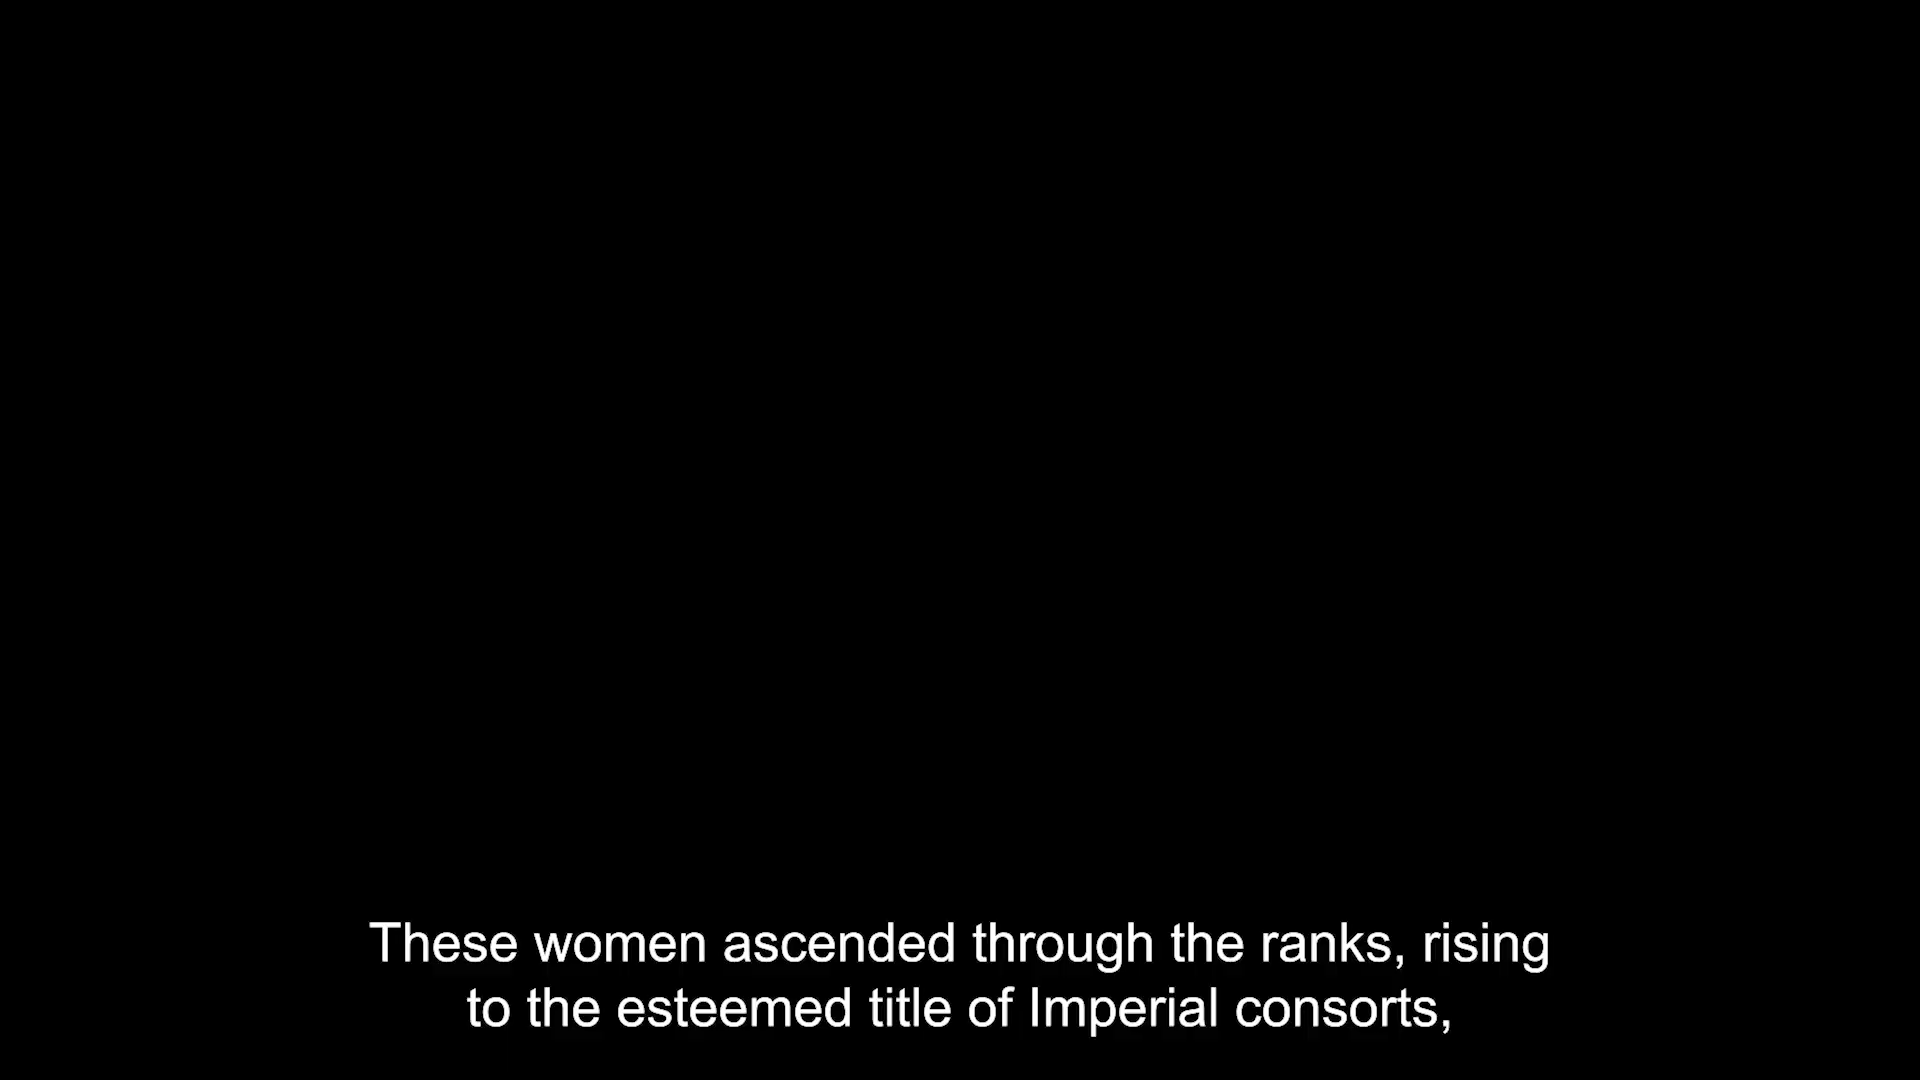 These women ascended through the ranks, rising
to the esteemed title of Imperial consorts,